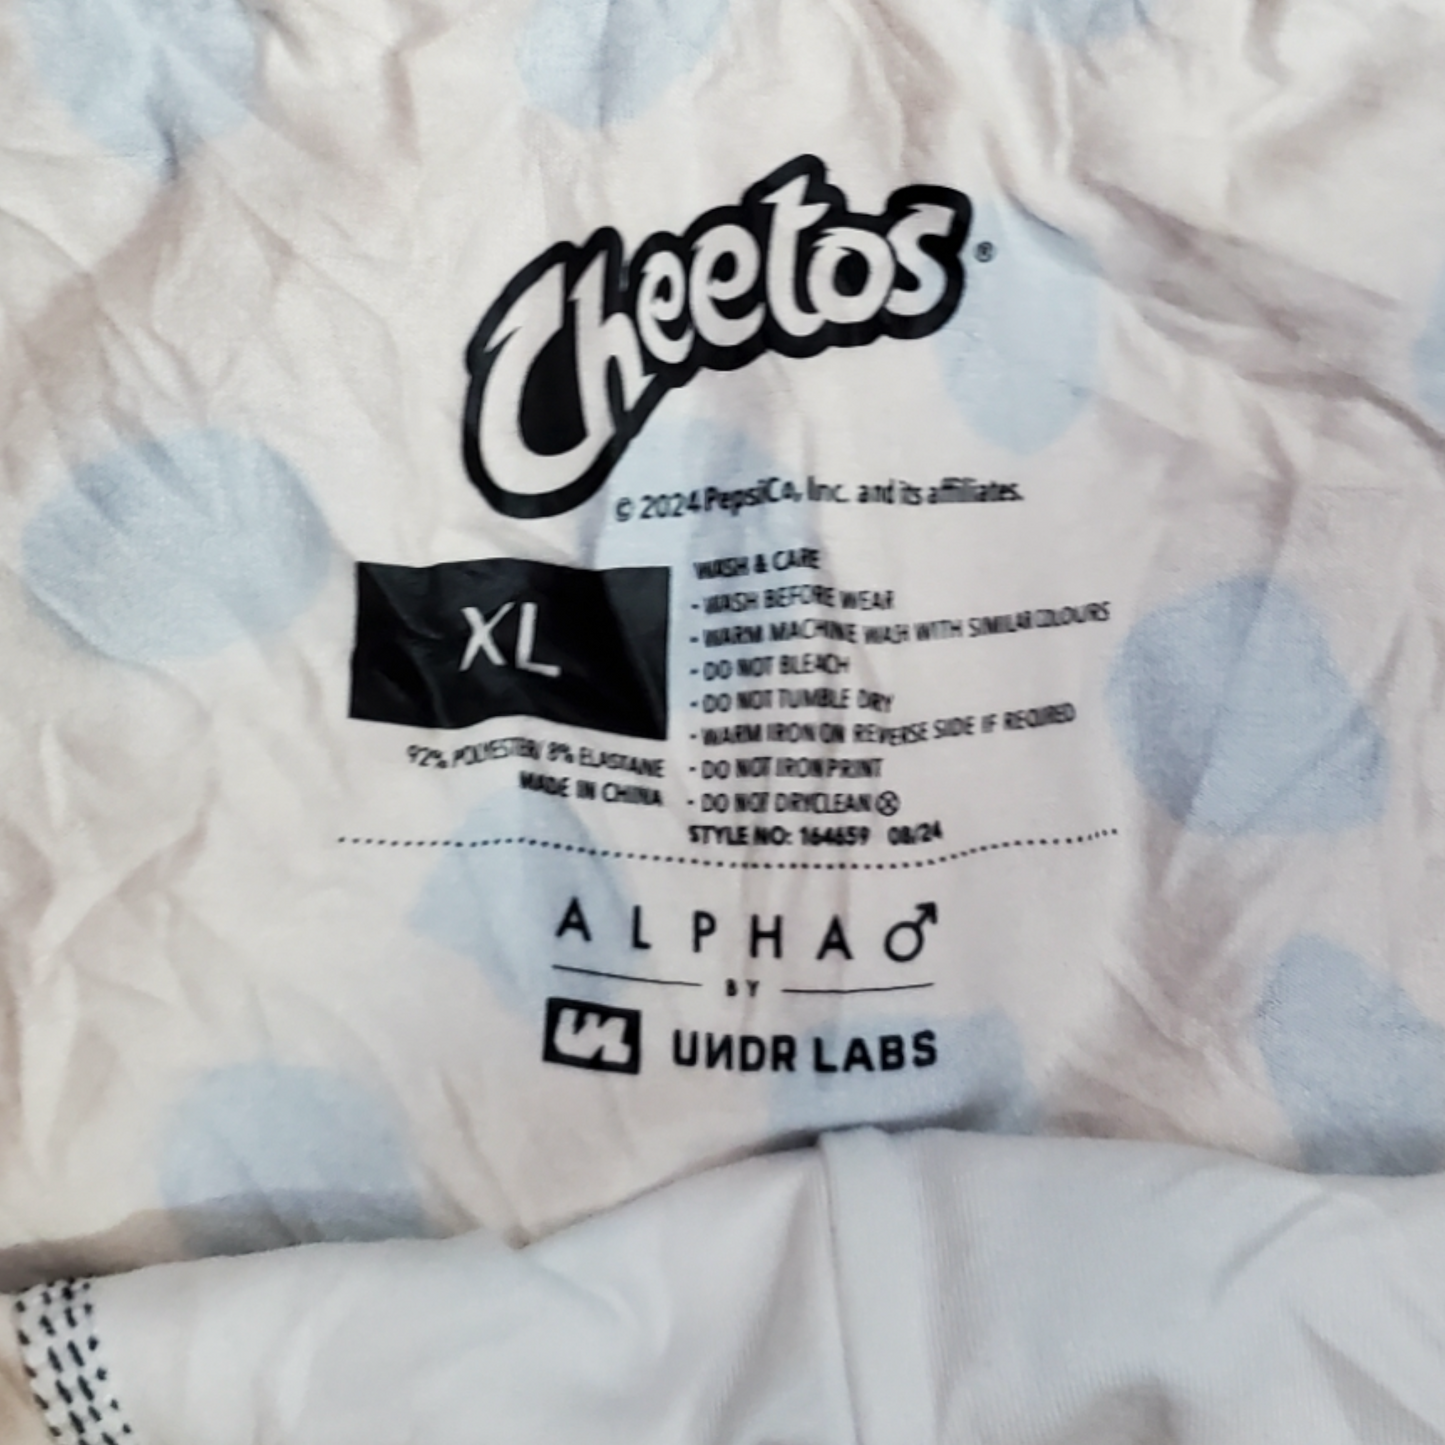 Cheetos®
© 2024 PepsiCo, Inc. and its affiliates.
XL
92% POLYESTER/ 8% ELASTANE
MADE IN CHINA
WASH & CARE
- WASH BEFORE WEAR
- WARM MACHINE WASH WITH SIMILAR COLOURS
- DO NOT BLEACH
- DO NOT TUMBLE DRY
- WARM IRON ON REVERSE SIDE IF REQUIRED
- DO NOT IRON PRINT
- DO NOT DRYCLEAN
STYLE NO: 164659 08/24
ALPHA♂
BY
UNDR LABS